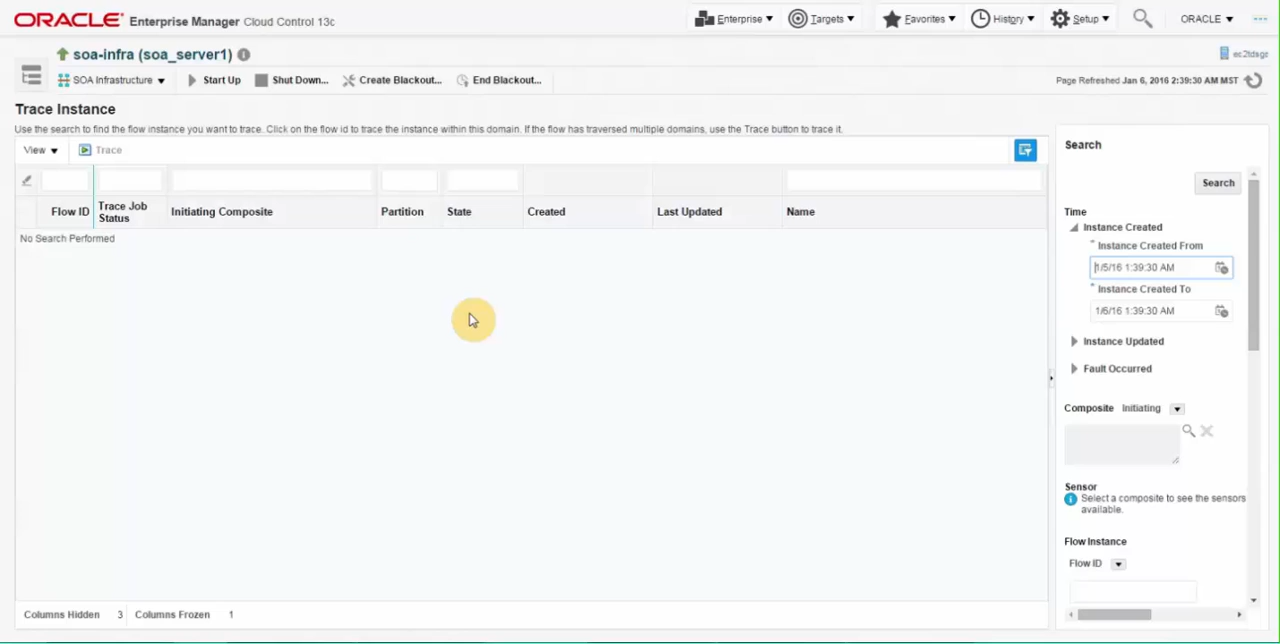 ORACLE Enterprise Manager Cloud Control 13c
Enterprise Targets Favorites History Setup ORACLE
soa-infra (soa_server1)
SOA Infrastructure Start Up Shut Down... Create Blackout... End Blackout...
Page Refreshed Jan 6, 2016 2:39:30 AM MST
Trace Instance
Use the search to find the flow instance you want to trace. Click on the flow id to trace the instance within this domain. If the flow has traversed multiple domains, use the Trace button to trace it.
View Trace
Flow ID Trace Job Status Initiating Composite Partition State Created Last Updated Name
No Search Performed
Columns Hidden 3 Columns Frozen 1
Search
Search
Time
Instance Created
* Instance Created From
1/5/16 1:39:30 AM
* Instance Created To
1/6/16 1:39:30 AM
Instance Updated
Fault Occurred
Composite Initiating
Sensor
Select a composite to see the sensors
available.
Flow Instance
Flow ID